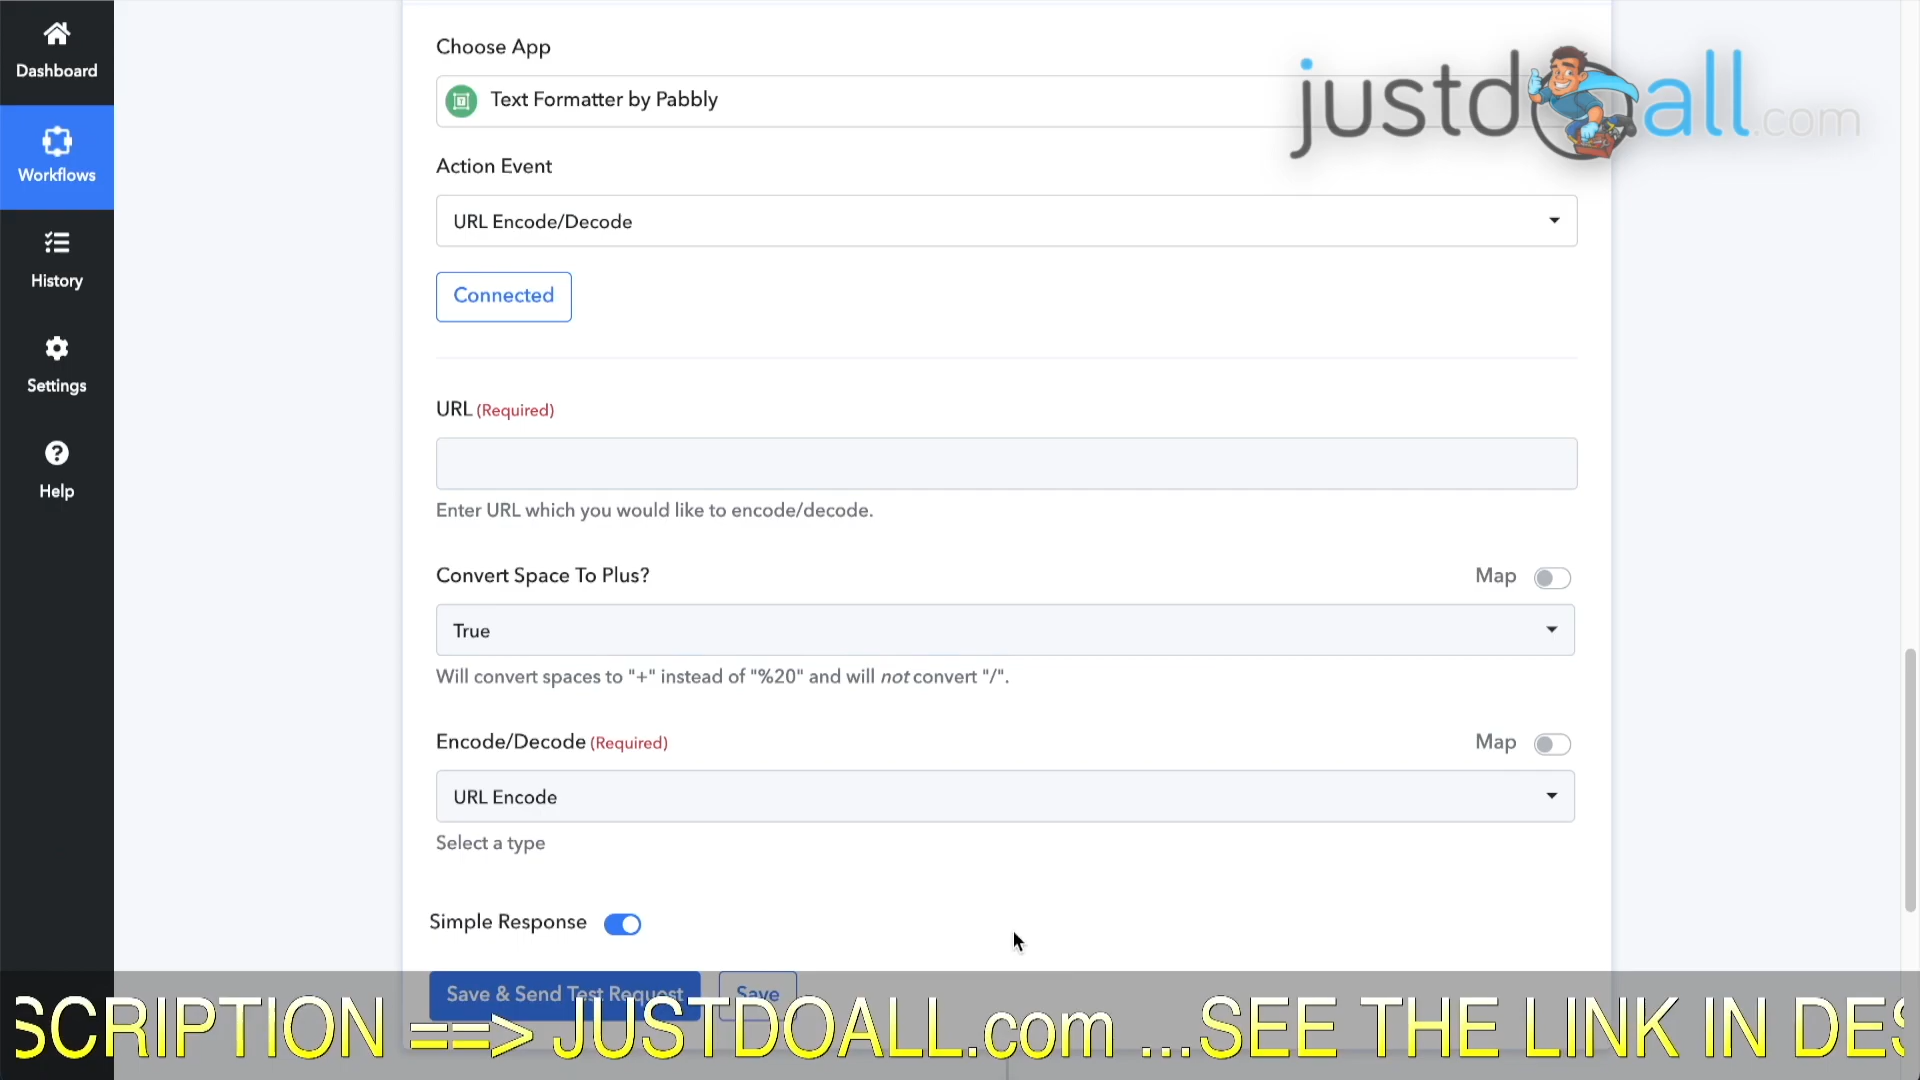 Dashboard
Workflows
History
Settings
Help
Choose App
Text Formatter by Pabbly
justdoall.com
Action Event
URL Encode/Decode
Connected
URL (Required)
Enter URL which you would like to encode/decode.
Convert Space To Plus?
Map
True
Will convert spaces to "+" instead of "%20" and will not convert "/".
Encode/Decode (Required)
Map
URL Encode
Select a type
Simple Response
Save & Send Test Request
Save
SCRIPTION ==> JUSTDOALL.com ...SEE THE LINK IN DES